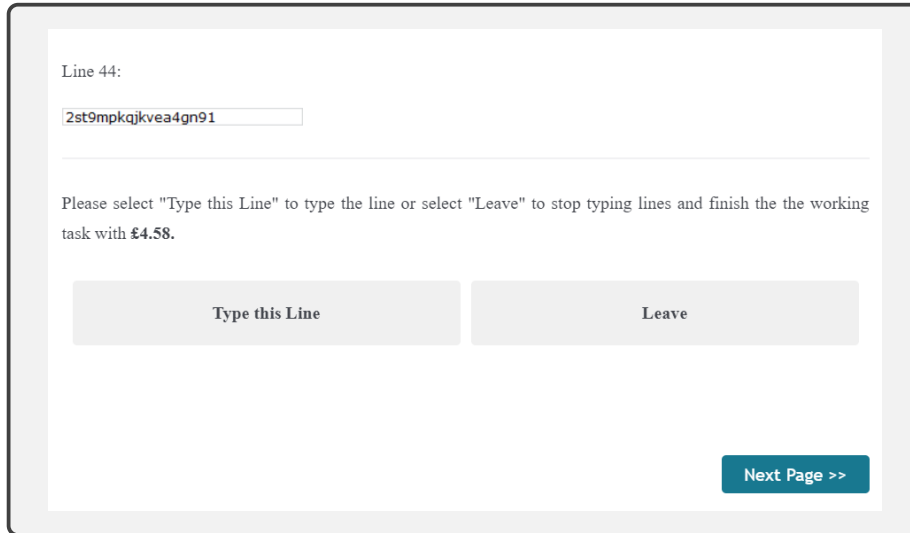 Line 44:
2st9mpkqjkvea4gn91
Please select "Type this Line" to type the line or select "Leave" to stop typing lines and finish the the working
task with £4.58.
Type this Line
Leave
Next Page >>